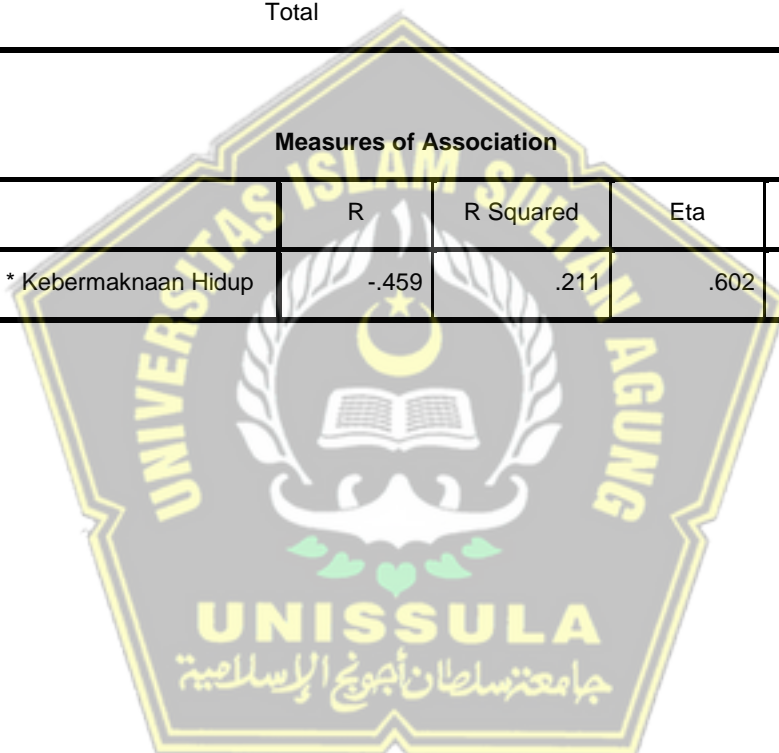 Total
Measures of Association
R R Squared Eta
* Kebermaknaan Hidup -.459 .211 .602
UNIVERSITAS ISLAM SULTAN AGUNG
UNISSULA
جامعة سلطان أجونج الإسلامية